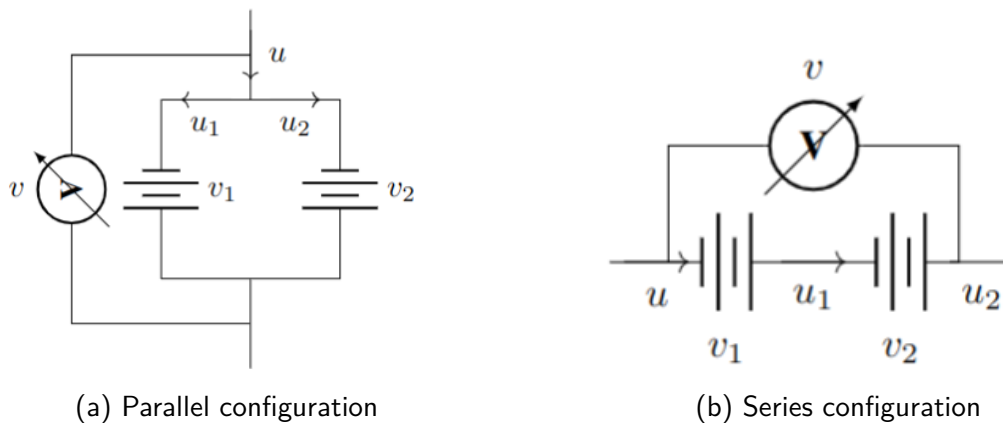 u
u₁ u₂
v v₁ v₂
V
(a) Parallel configuration
v
V
u u₁ u₂
v₁ v₂
(b) Series configuration